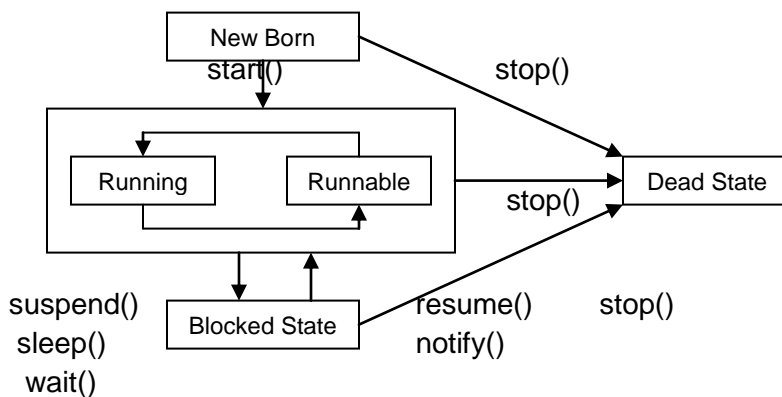 New Born
start() stop()
Running Runnable Dead State
stop()
suspend() Blocked State resume() stop()
sleep() notify()
wait()